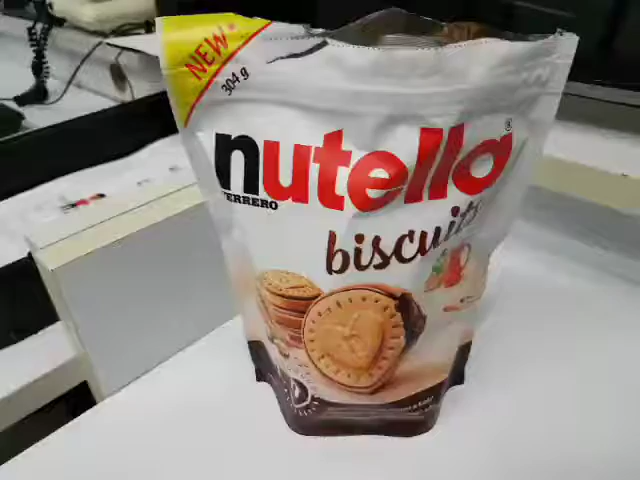 NEW*
304 g
nutella®
FERRERO
biscuits